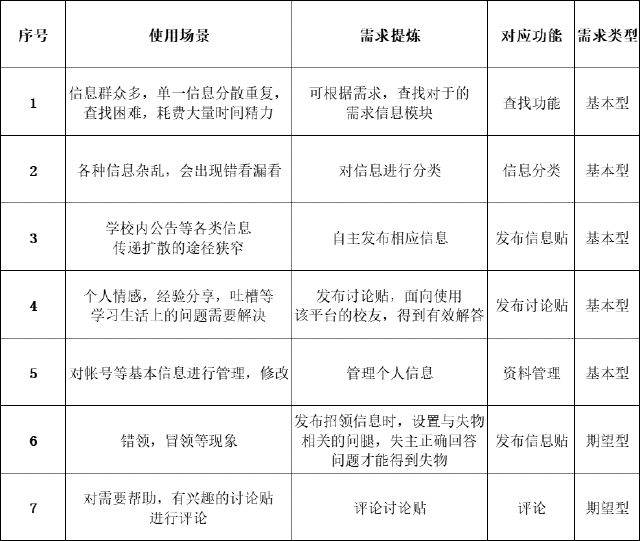 序号 使用场景 需求提炼 对应功能 需求类型
1 信息群众多，单一信息分散重复， 可根据需求，查找对于的 查找功能 基本型
查找困难，耗费大量时间精力 需求信息模块
2 各种信息杂乱，会出现错看漏看 对信息进行分类 信息分类 基本型
3 学校内公告等各类信息 自主发布相应信息 发布信息贴 基本型
传递扩散的途径狭窄
4 个人情感，经验分享，吐槽等 发布讨论贴，面向使用 发布讨论贴 基本型
学习生活上的问题需要解决 该平台的校友，得到有效解答
5 对帐号等基本信息进行管理，修改 管理个人信息 资料管理 基本型
6 错领，冒领等现象 发布招领信息时，设置与失物 发布信息贴 期望型
相关的问腿，失主正确回答
问题才能得到失物
7 对需要帮助，有兴趣的讨论贴 评论讨论贴 评论 期望型
进行评论